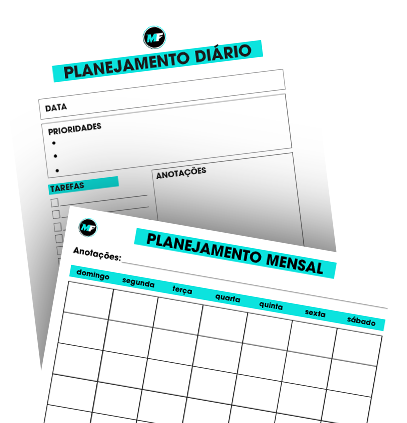 MF
PLANEJAMENTO DIÁRIO
DATA
PRIORIDADES
TAREFAS
ANOTAÇÕES
MF
PLANEJAMENTO MENSAL
Anotações:
domingo segunda terça quarta quinta sexta sábado